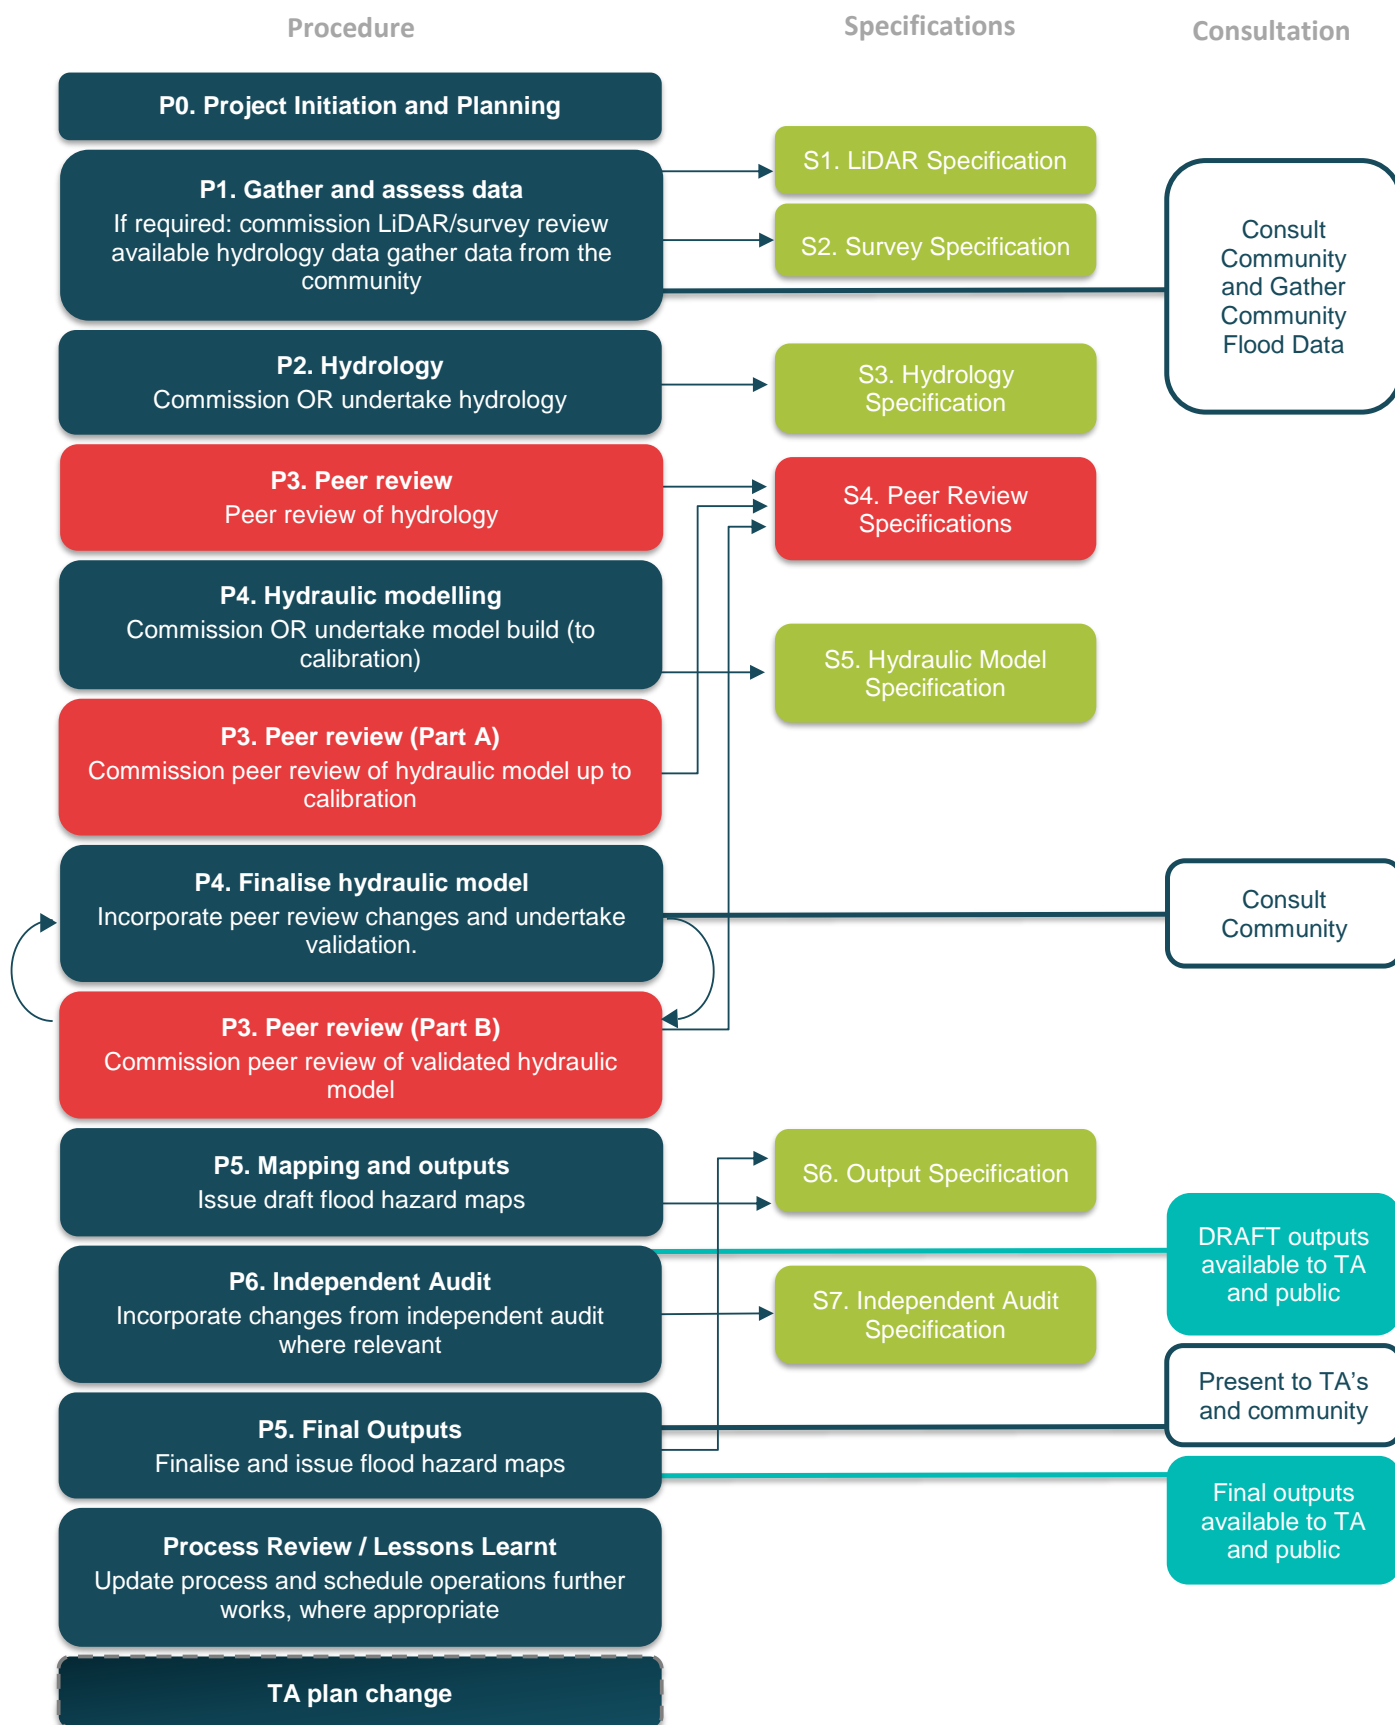 Procedure
Specifications
Consultation
P0. Project Initiation and Planning
P1. Gather and assess data
If required: commission LiDAR/survey review
available hydrology data gather data from the
community
S1. LiDAR Specification
S2. Survey Specification
Consult
Community
and Gather
Community
Flood Data
P2. Hydrology
Commission OR undertake hydrology
S3. Hydrology
Specification
P3. Peer review
Peer review of hydrology
S4. Peer Review
Specifications
P4. Hydraulic modelling
Commission OR undertake model build (to
calibration)
S5. Hydraulic Model
Specification
P3. Peer review (Part A)
Commission peer review of hydraulic model up to
calibration
P4. Finalise hydraulic model
Incorporate peer review changes and undertake
validation.
Consult
Community
P3. Peer review (Part B)
Commission peer review of validated hydraulic
model
P5. Mapping and outputs
Issue draft flood hazard maps
S6. Output Specification
DRAFT outputs
available to TA
and public
P6. Independent Audit
Incorporate changes from independent audit
where relevant
S7. Independent Audit
Specification
Present to TA’s
and community
P5. Final Outputs
Finalise and issue flood hazard maps
Final outputs
available to TA
and public
Process Review / Lessons Learnt
Update process and schedule operations further
works, where appropriate
TA plan change